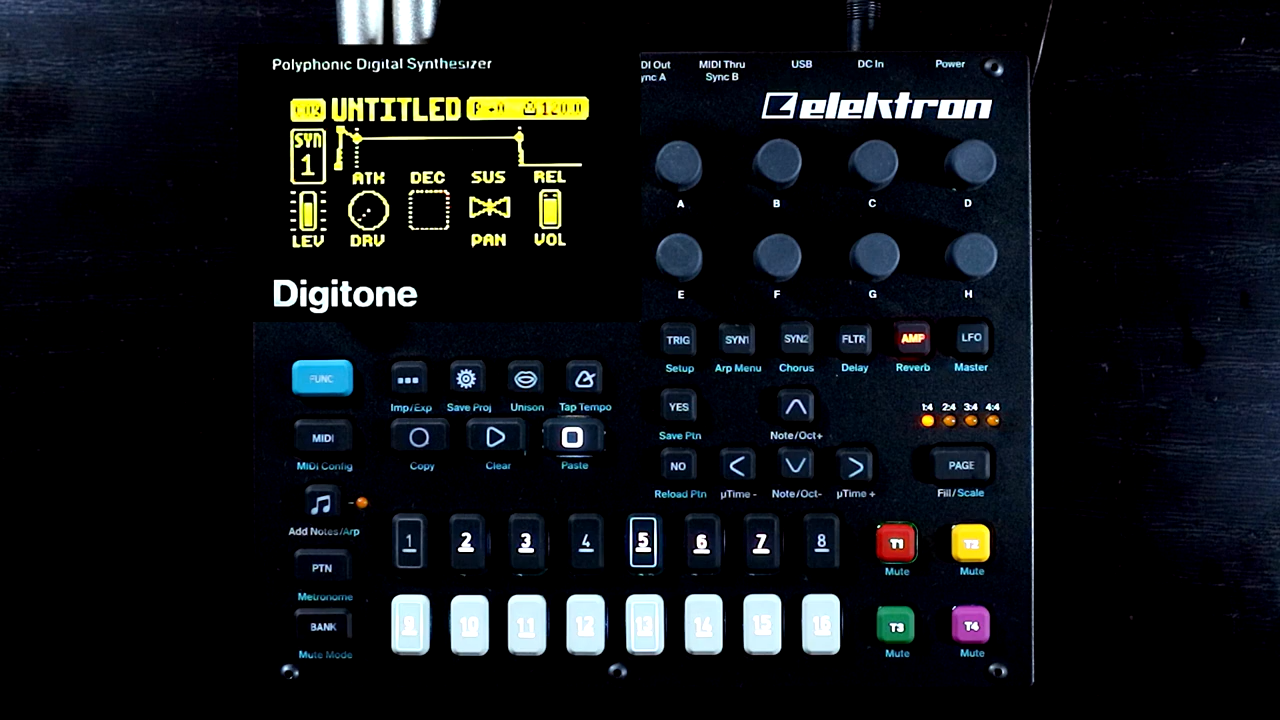 Polyphonic Digital Synthesizer
DI Out MIDI Thru USB DC In Power
ync A Sync B
UNTITLED 120.0
elektron
SYN
1
ATK DEC SUS REL
LEV DRV PAN VOL
A B C D
E F G H
Digitone
TRIG SYN1 SYN2 FLTR AMP LFO
Setup Arp Menu Chorus Delay Reverb Master
FUNC
Imp/Exp Save Proj Unison Tap Tempo
YES
Save Ptn Note/Oct+
1:4 2:4 3:4 4:4
MIDI
MIDI Config Copy Clear Paste
NO PAGE
Reload Ptn µTime - Note/Oct- µTime + Fill/Scale
Add Notes/Arp
1 2 3 4 5 6 7 8 T1 T2
Mute Mute
PTN
Metronome
BANK 9 10 11 12 13 14 15 16 T3 T4
Mute Mode Mute Mute